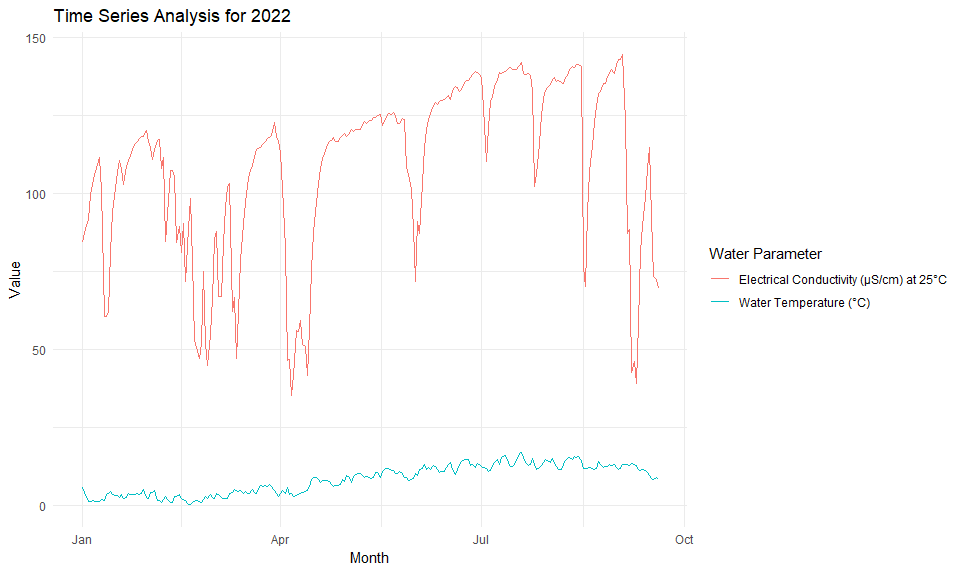 Time Series Analysis for 2022
150
100
50
0
Value
Jan
Apr
Jul
Oct
Month
Water Parameter
Electrical Conductivity (µS/cm) at 25°C
Water Temperature (°C)